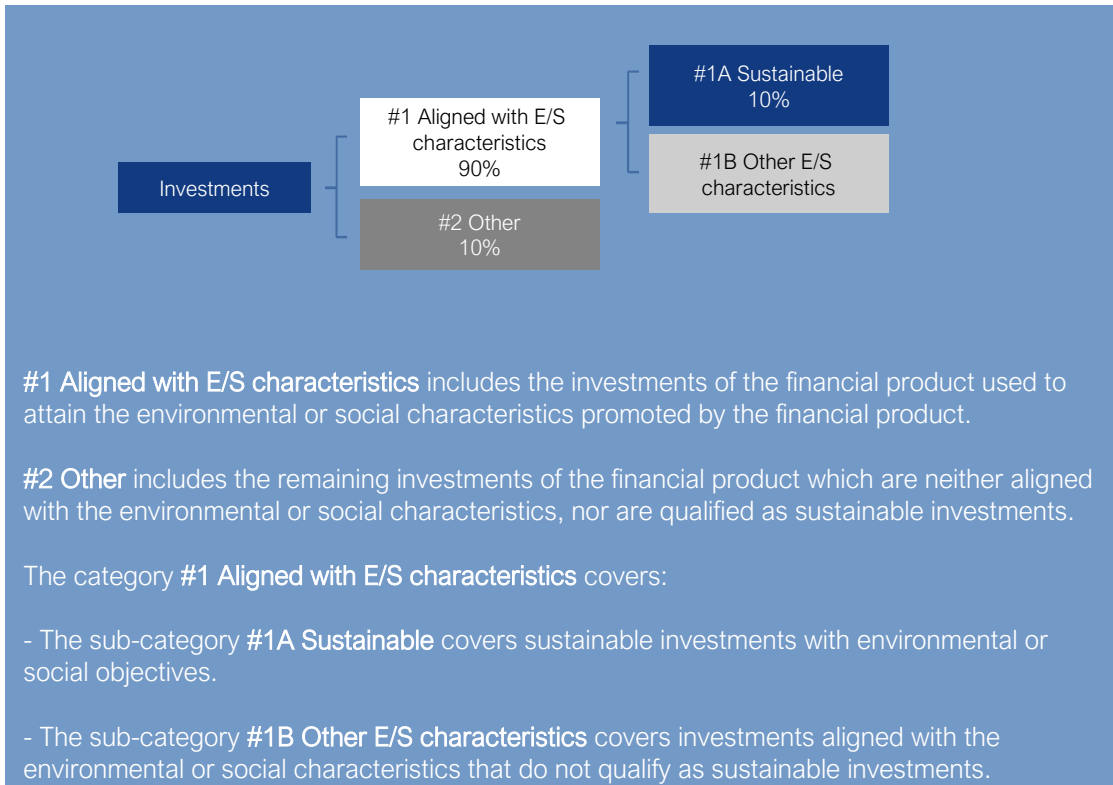 Investments
#1 Aligned with E/S
characteristics
90%
#2 Other
10%
#1A Sustainable
10%
#1B Other E/S
characteristics
#1 Aligned with E/S characteristics includes the investments of the financial product used to
attain the environmental or social characteristics promoted by the financial product.
#2 Other includes the remaining investments of the financial product which are neither aligned
with the environmental or social characteristics, nor are qualified as sustainable investments.
The category #1 Aligned with E/S characteristics covers:
- The sub-category #1A Sustainable covers sustainable investments with environmental or
social objectives.
- The sub-category #1B Other E/S characteristics covers investments aligned with the
environmental or social characteristics that do not qualify as sustainable investments.